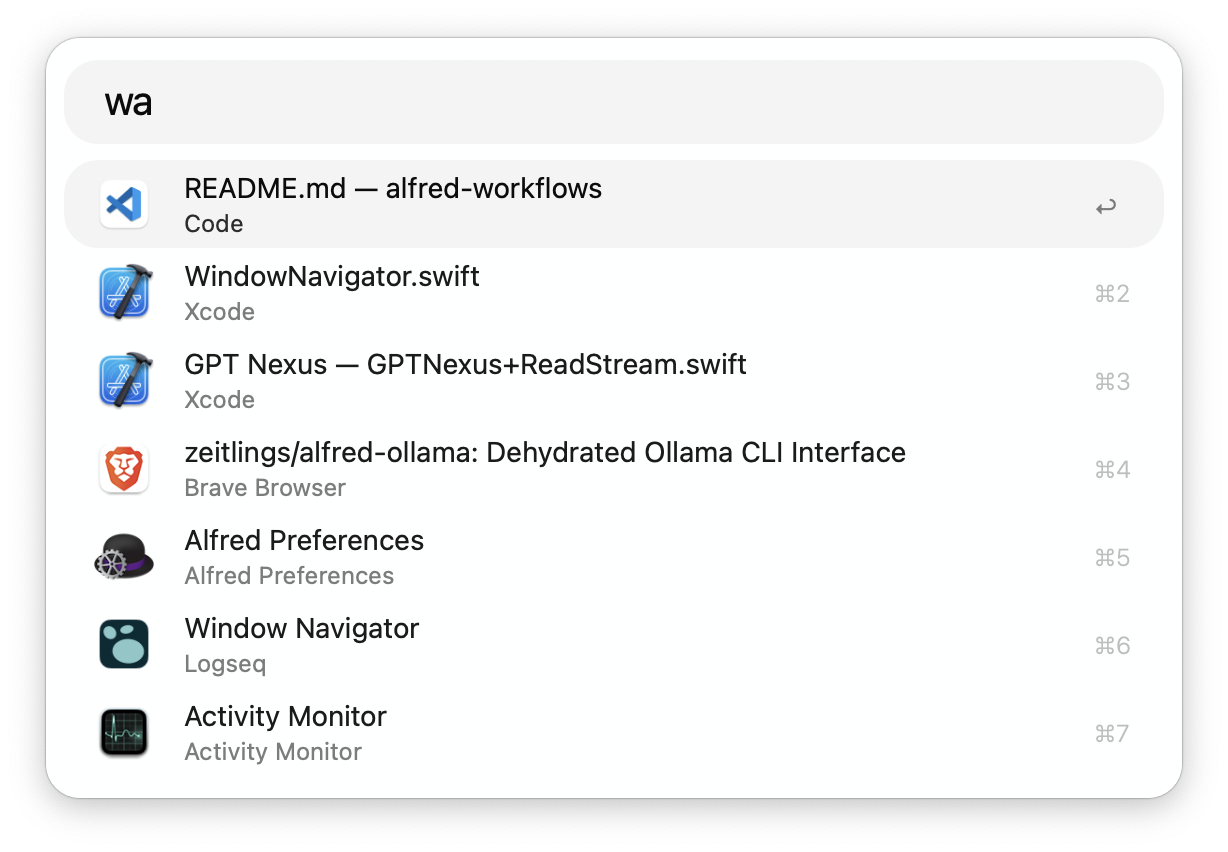 wa
README.md — alfred-workflows
Code
↩
WindowNavigator.swift
Xcode
⌘2
GPT Nexus — GPTNexus+ReadStream.swift
Xcode
⌘3
zeitlings/alfred-ollama: Dehydrated Ollama CLI Interface
Brave Browser
⌘4
Alfred Preferences
Alfred Preferences
⌘5
Window Navigator
Logseq
⌘6
Activity Monitor
Activity Monitor
⌘7